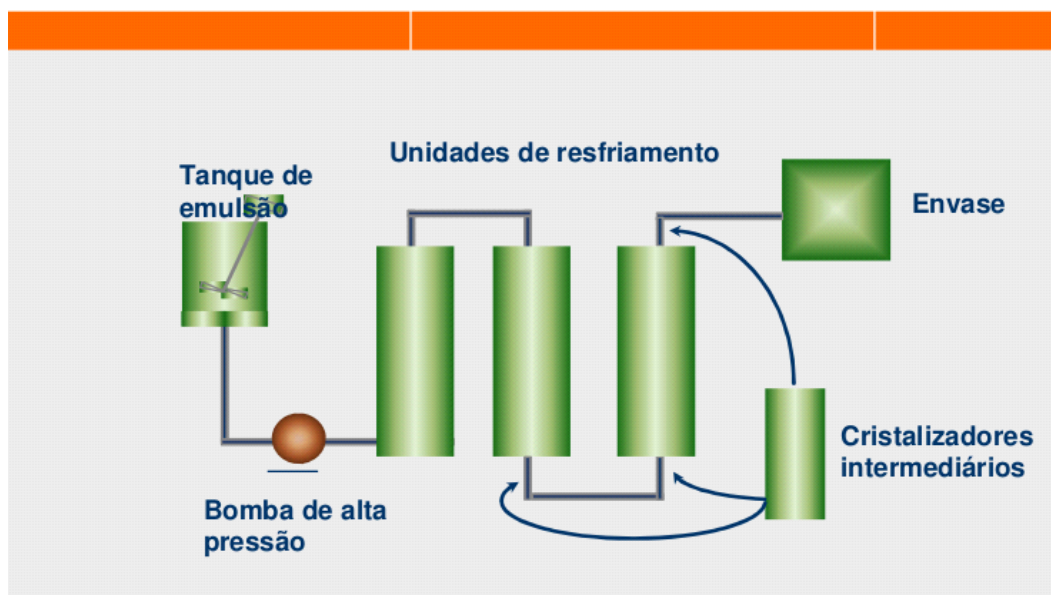 Unidades de resfriamento
Tanque de
emulsão
Envase
Cristalizadores
intermediários
Bomba de alta
pressão